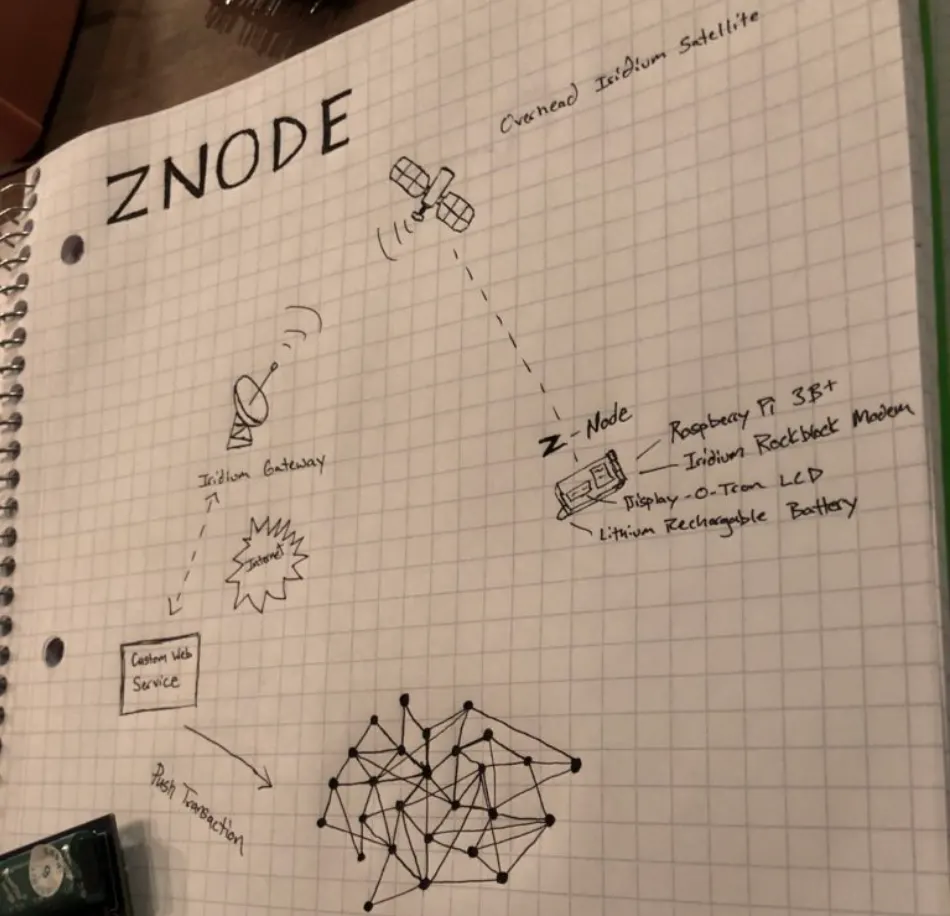 ZNODE
Overhead Iridium Satellite
Z-Node
Raspberry Pi 3B+
Iridium Rockblock Modem
Display-O-Tron LCD
Lithium Rechargable Battery
Iridium Gateway
Internet
Custom Web
Service
Push Transaction